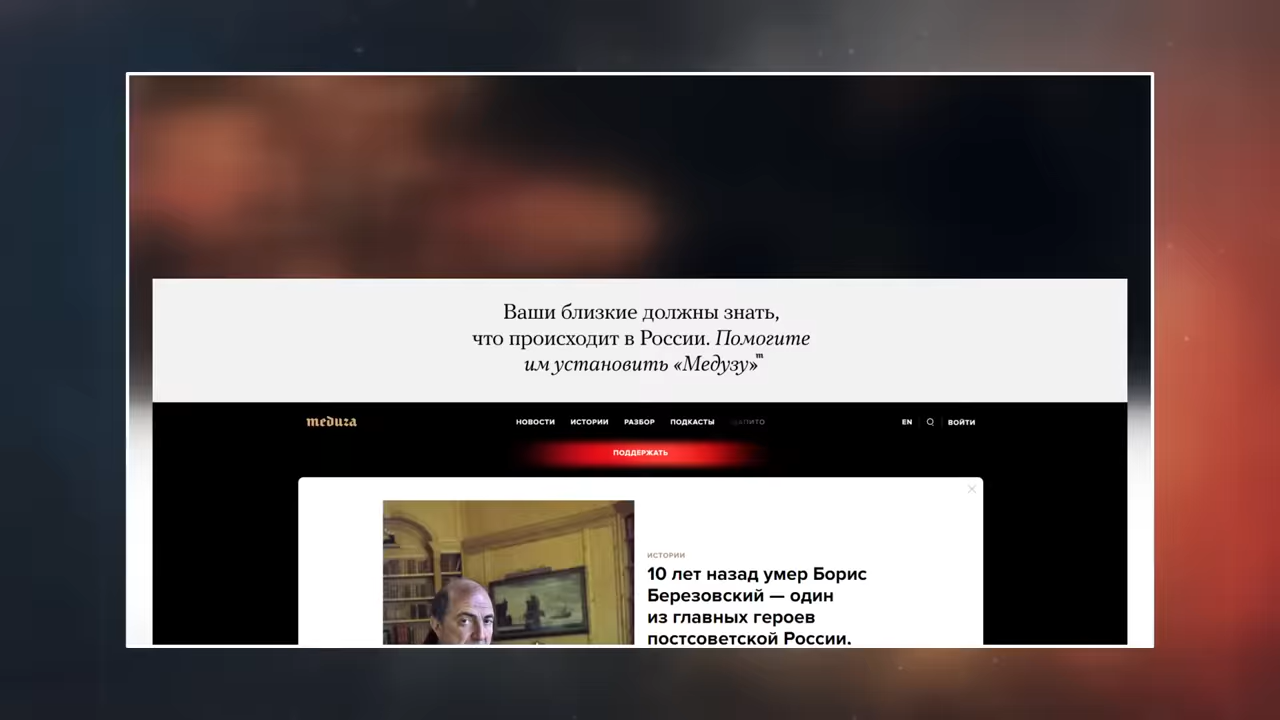 Ваши близкие должны знать,
что происходит в России. Помогите
им установить «Медузу»
meduza
НОВОСТИ ИСТОРИИ РАЗБОР ПОДКАСТЫ
EN ВОЙТИ
ПОДДЕРЖАТЬ
ИСТОРИИ
10 лет назад умер Борис
Березовский — один
из главных героев
постсоветской России.